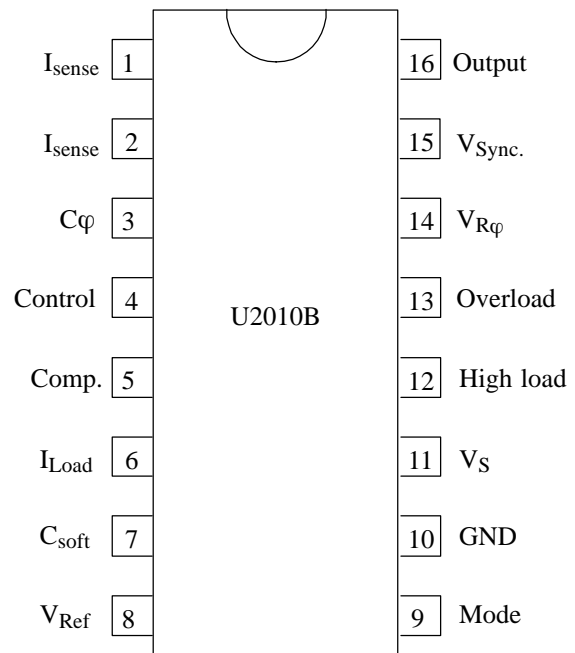 I_sense 1 16 Output
I_sense 2 15 V_Sync.
Cφ 3 14 V_Rφ
Control 4 13 Overload
U2010B
Comp. 5 12 High load
I_Load 6 11 V_S
C_soft 7 10 GND
V_Ref 8 9 Mode